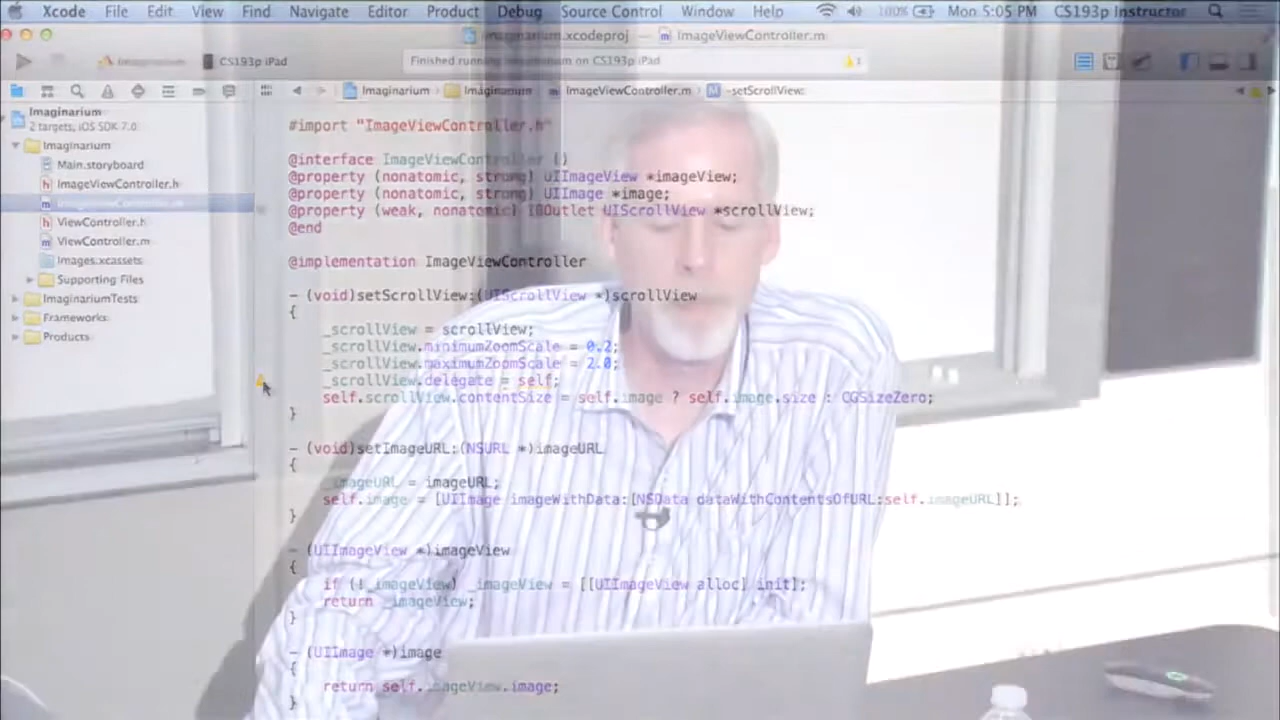 Xcode File Edit View Find Navigate Editor Product Debug Source Control Window Help 100% Mon 5:05 PM CS193p Instructor
Imaginarium.xcodeproj — ImageViewController.m
Imaginarium CS193p iPad Finished running Imaginarium on CS193p iPad 1
Imaginarium Imaginarium ImageViewController.m -setScrollView:
Imaginarium
2 targets, iOS SDK 7.0
Imaginarium
Main.storyboard
ImageViewController.h
ImageViewController.m
ViewController.h
ViewController.m
Images.xcassets
Supporting Files
ImaginariumTests
Frameworks
Products
#import "ImageViewController.h"
@interface ImageViewController ()
@property (nonatomic, strong) UIImageView *imageView;
@property (nonatomic, strong) UIImage *image;
@property (weak, nonatomic) IBOutlet UIScrollView *scrollView;
@end
@implementation ImageViewController
- (void)setScrollView:(UIScrollView *)scrollView
{
_scrollView = scrollView;
_scrollView.minimumZoomScale = 0.2;
_scrollView.maximumZoomScale = 2.0;
_scrollView.delegate = self;
self.scrollView.contentSize = self.image ? self.image.size : CGSizeZero;
}
- (void)setImageURL:(NSURL *)imageURL
{
_imageURL = imageURL;
self.image = [UIImage imageWithData:[NSData dataWithContentsOfURL:self.imageURL]];
}
- (UIImageView *)imageView
{
if (!_imageView) _imageView = [[UIImageView alloc] init];
return _imageView;
}
- (UIImage *)image
{
return self.imageView.image;
}